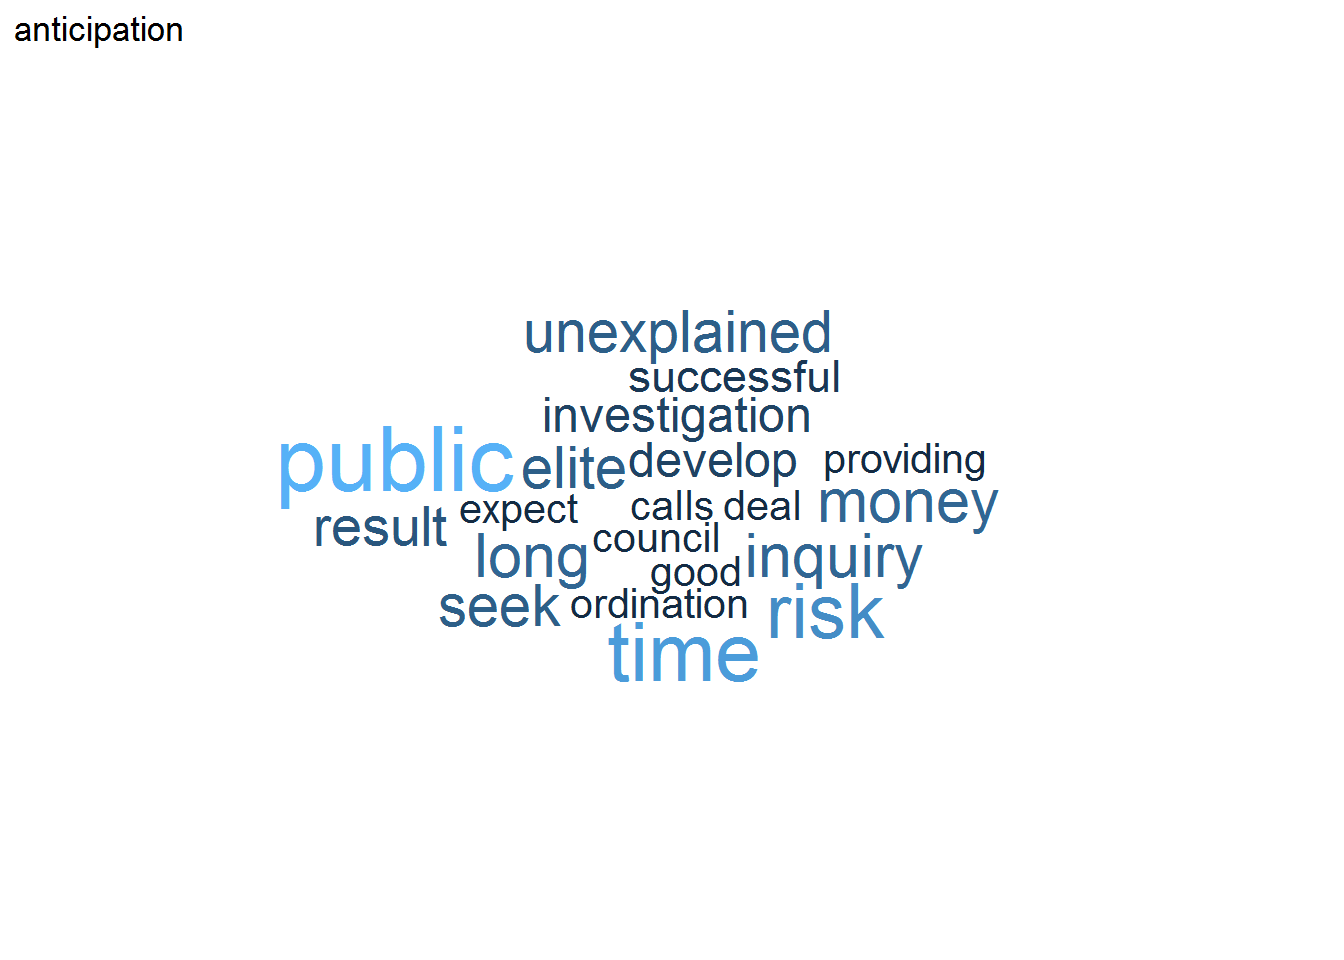 anticipation
unexplained
successful
investigation
public elite develop providing
result expect calls deal money
long council inquiry
good
seek ordination risk
time